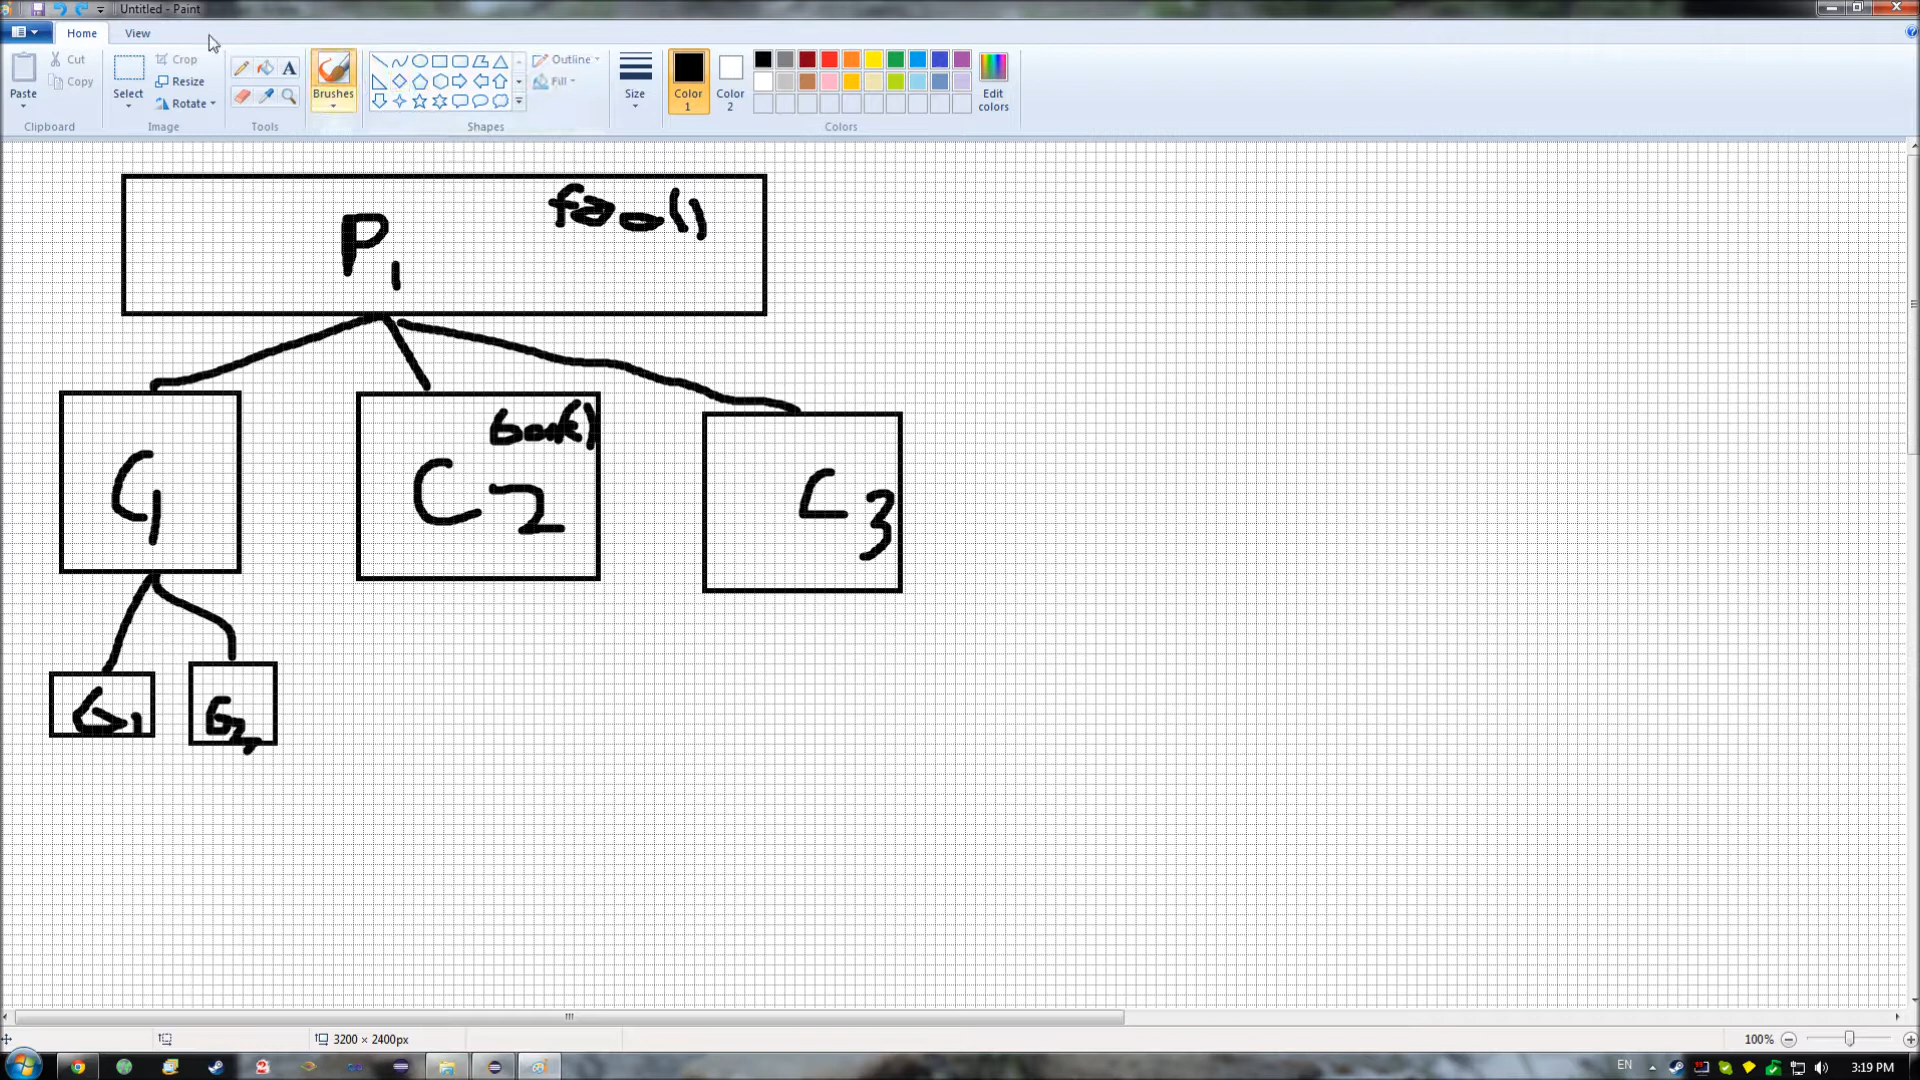 Untitled - Paint
Home View
Cut
Copy
Paste
Clipboard
Select
Crop
Resize
Rotate
Image
Tools
Brushes
Outline
Fill
Shapes
Size
Color 1
Color 2
Edit colors
Colors
P1
C1
C2
C3
G1
G2
3200 × 2400px
100%
EN
3:19 PM